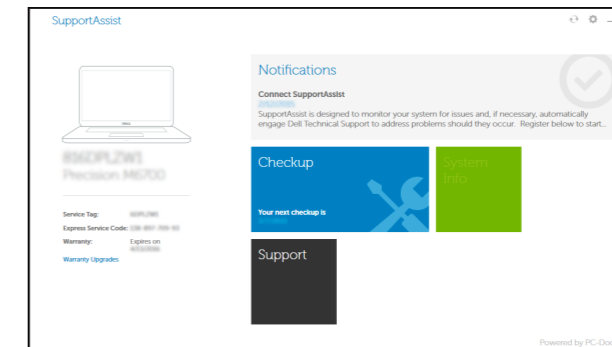 SupportAssist
Notifications
Connect SupportAssist
SupportAssist is designed to monitor your system for issues and, if necessary, automatically
engage Dell Technical Support to address problems should they occur. Register below to start...
Checkup
System
Info
Your next checkup is
Precision M6700
Service Tag:
Express Service Code:
Warranty: Expires on
Warranty Upgrades
Support
Powered by PC-Doc